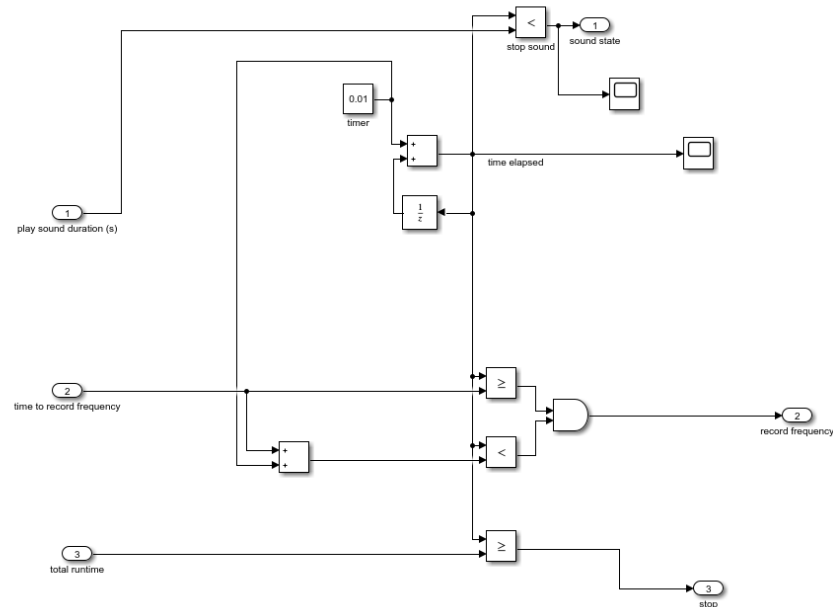 <
stop sound
1
sound state
0.01
timer
+
+
time elapsed
1
z
1
play sound duration (s)
≥
2
time to record frequency
2
record frequency
+
+
<
≥
3
total runtime
3
stop